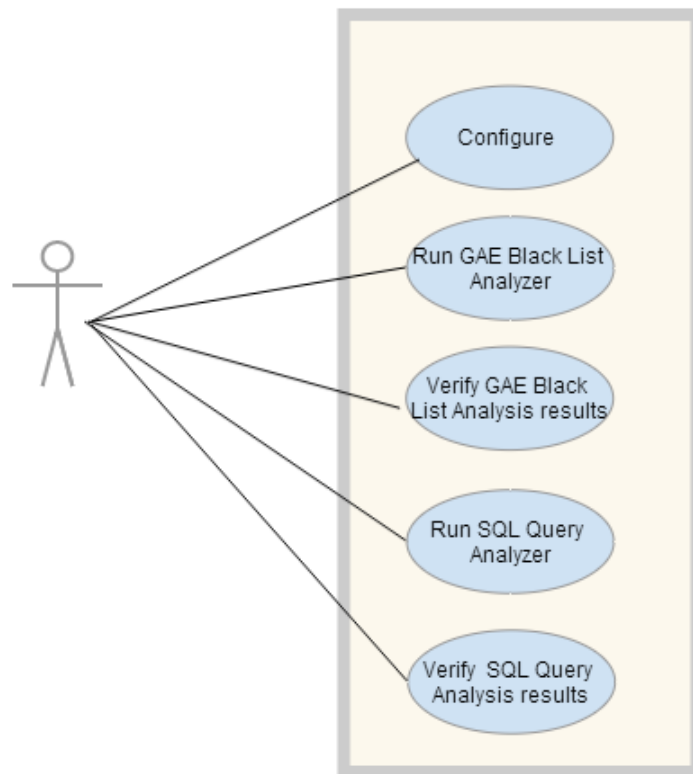 Configure
Run GAE Black List
Analyzer
Verify GAE Black
List Analysis results
Run SQL Query
Analyzer
Verify SQL Query
Analysis results